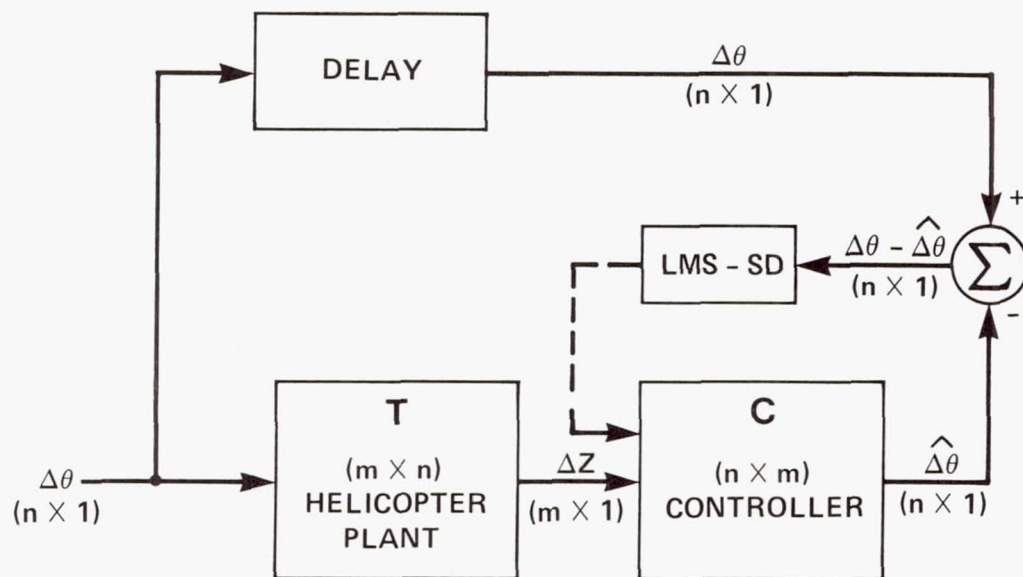 DELAY
Δθ
(n × 1)
+
LMS - SD
Δθ - Δθ̂
(n × 1)
Σ
-
T
(m × n)
HELICOPTER
PLANT
C
(n × m)
CONTROLLER
Δθ
(n × 1)
ΔZ
(m × 1)
Δθ̂
(n × 1)